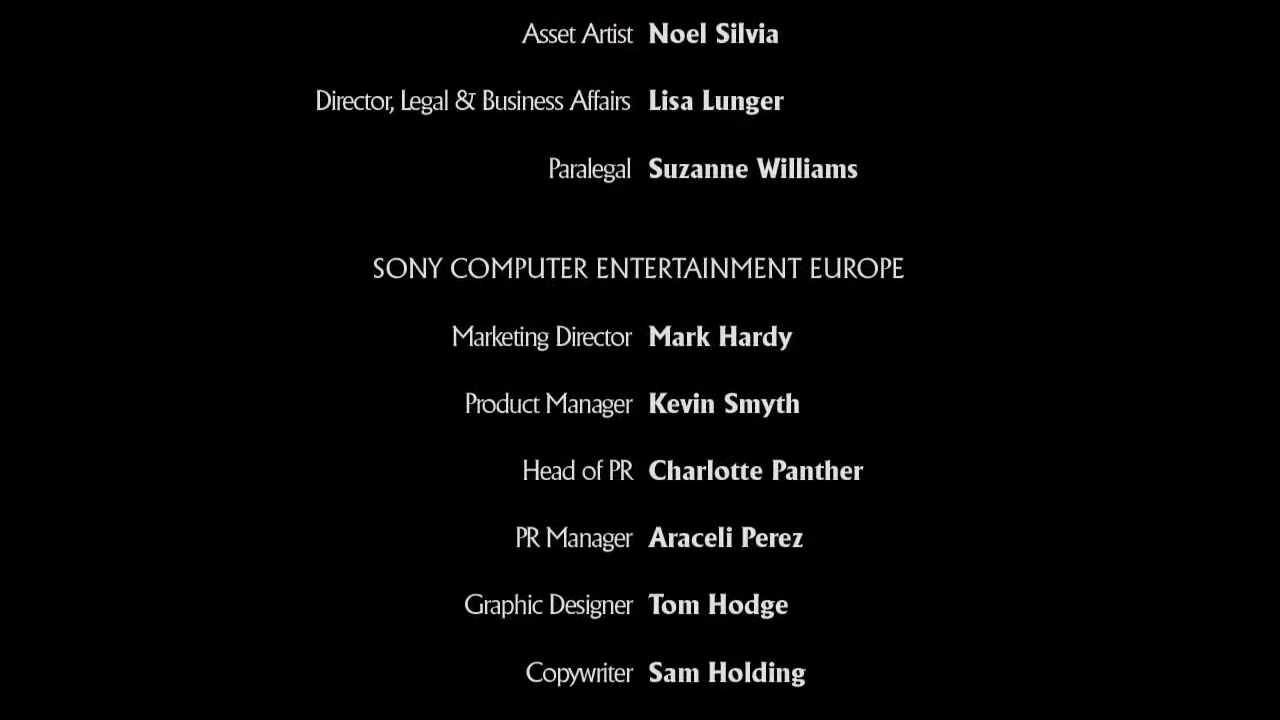 Asset Artist Noel Silvia
Director, Legal & Business Affairs Lisa Lunger
Paralegal Suzanne Williams
SONY COMPUTER ENTERTAINMENT EUROPE
Marketing Director Mark Hardy
Product Manager Kevin Smyth
Head of PR Charlotte Panther
PR Manager Araceli Perez
Graphic Designer Tom Hodge
Copywriter Sam Holding